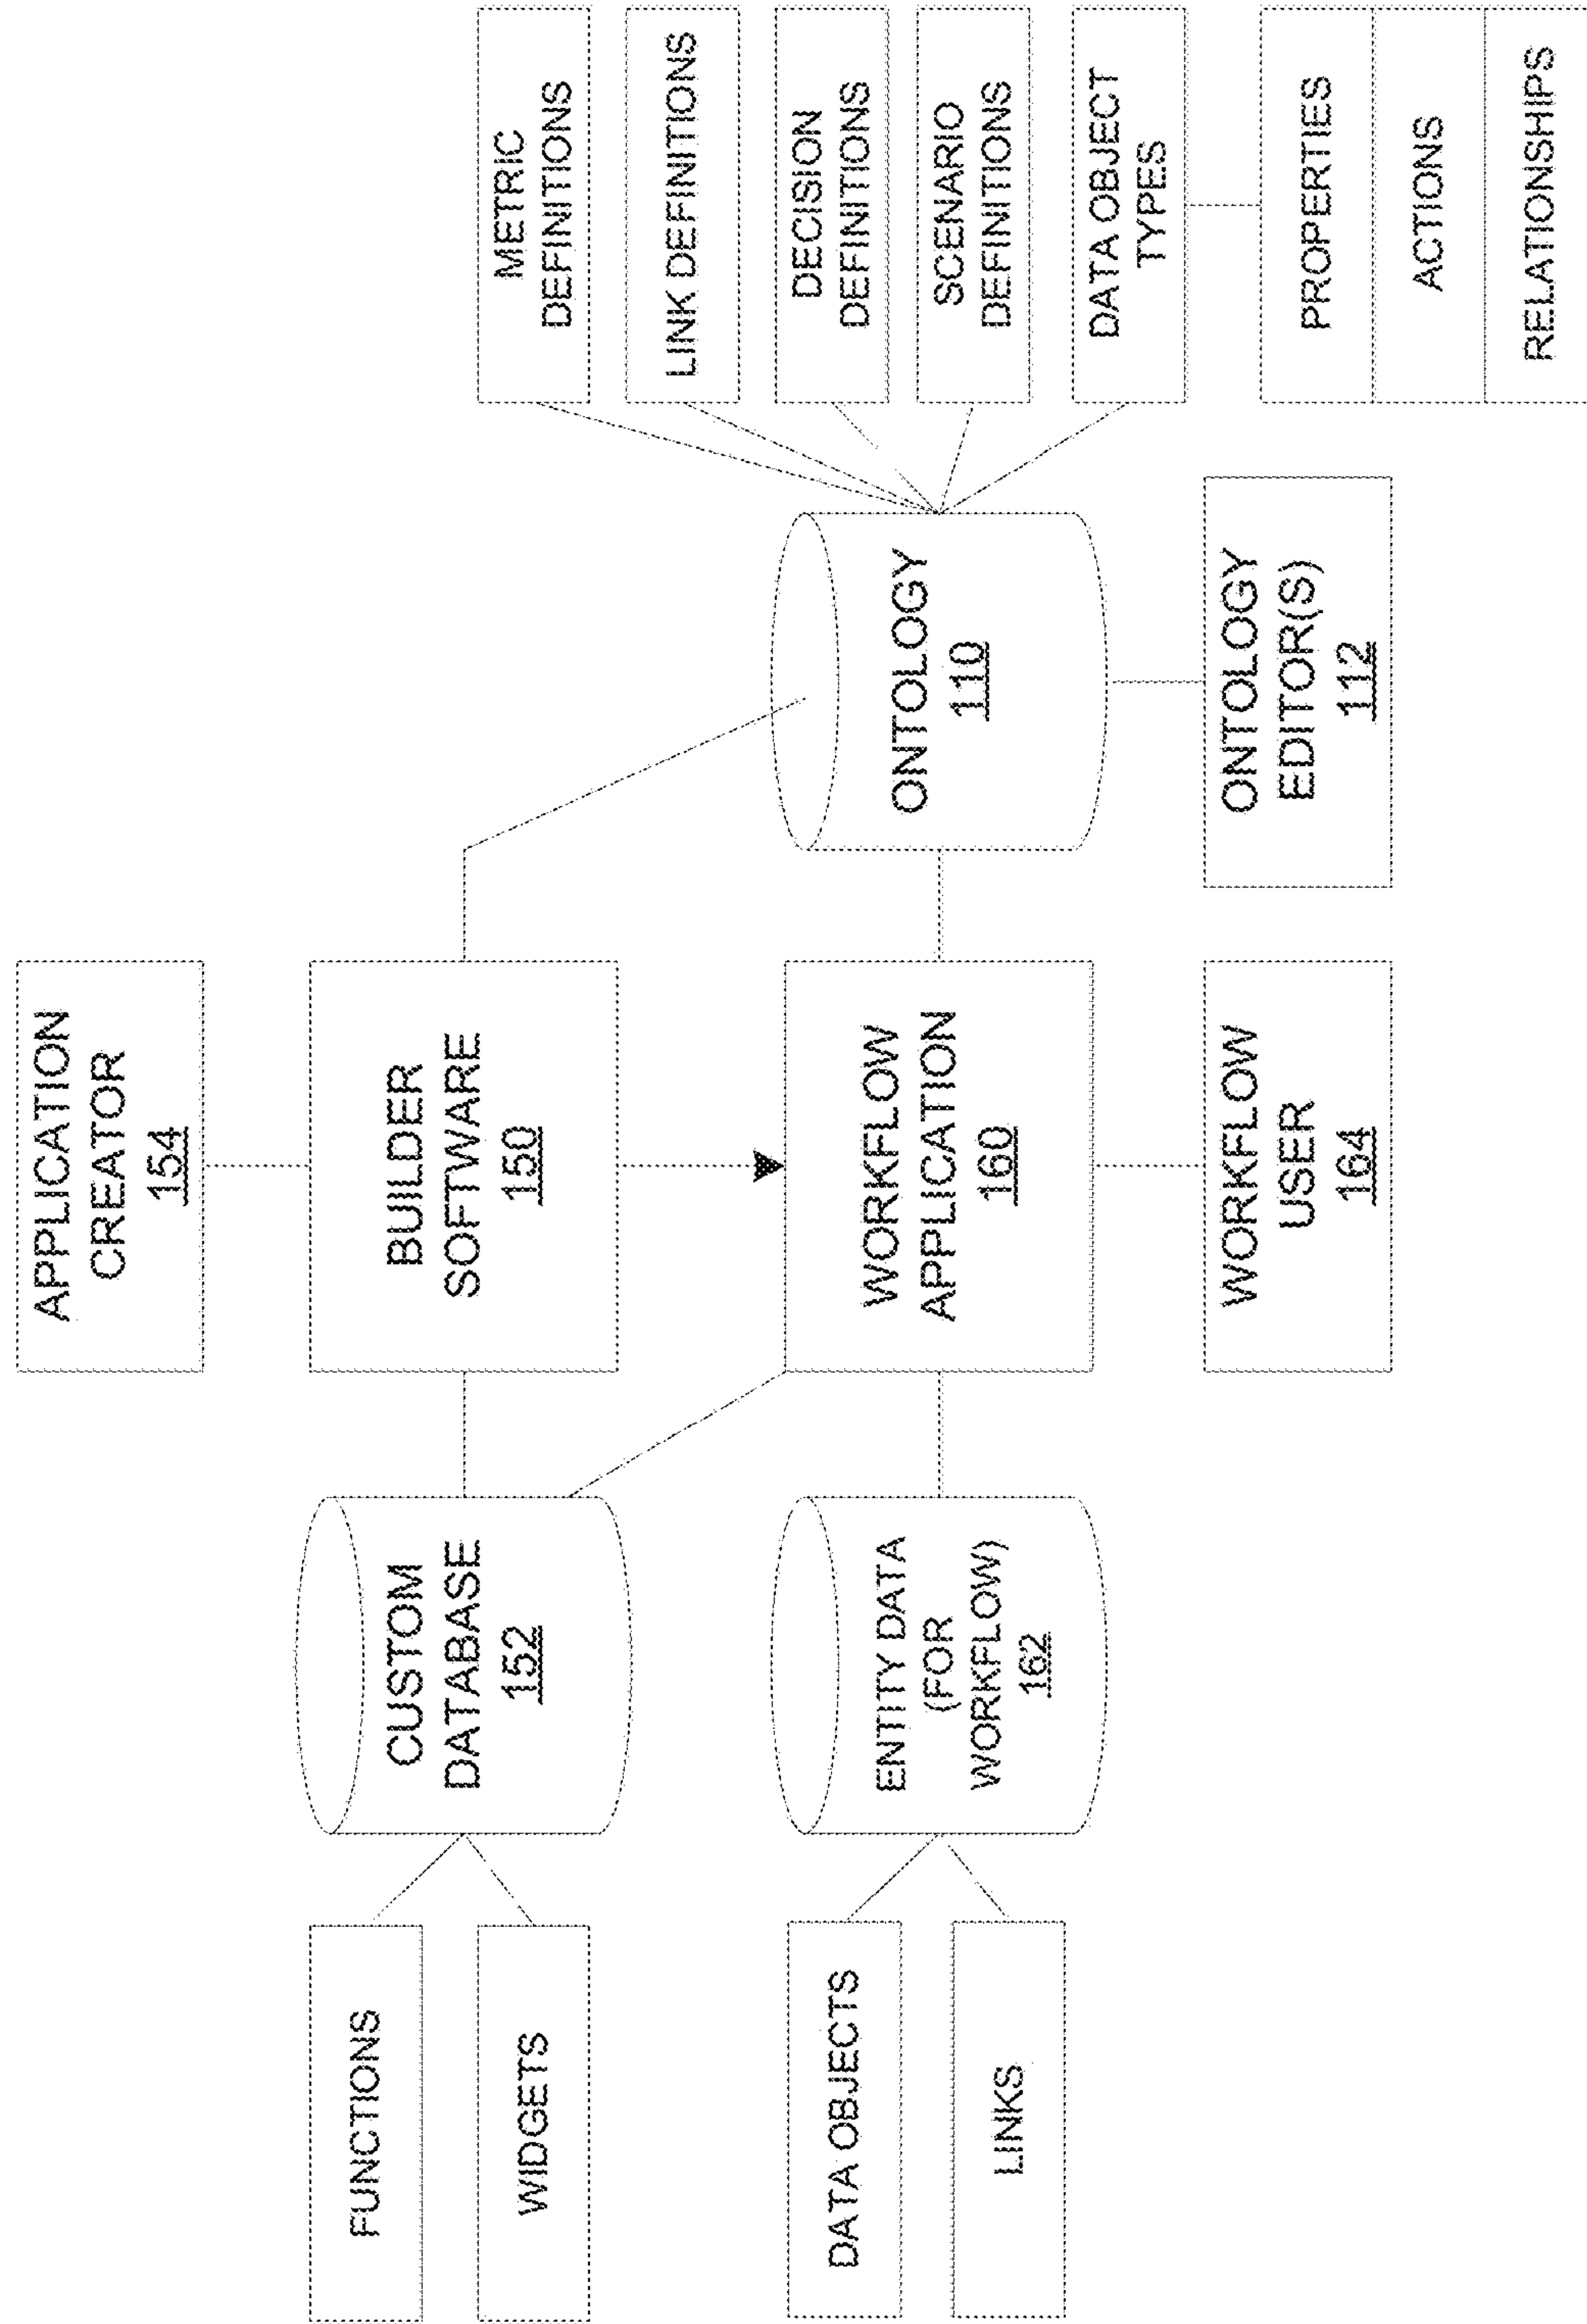 APPLICATION
CREATOR
154
FUNCTIONS
WIDGETS
CUSTOM
DATABASE
152
BUILDER
SOFTWARE
150
METRIC
DEFINITIONS
LINK DEFINITIONS
DECISION
DEFINITIONS
SCENARIO
DEFINITIONS
DATA OBJECT
TYPES
PROPERTIES
ACTIONS
RELATIONSHIPS
DATA OBJECTS
LINKS
ENTITY DATA
(FOR
WORKFLOW)
162
WORKFLOW
APPLICATION
160
ONTOLOGY
110
WORKFLOW
USER
164
ONTOLOGY
EDITOR(S)
112